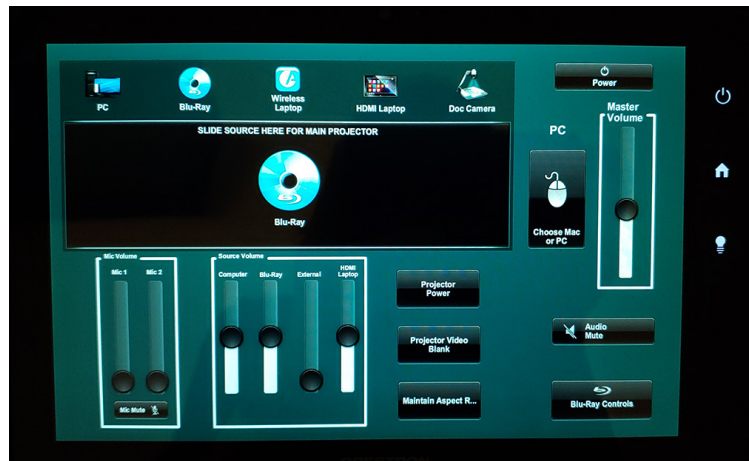 Power
PC
Blu-Ray
Wireless
Laptop
HDMI Laptop
Doc Camera
Master
Volume
SLIDE SOURCE HERE FOR MAIN PROJECTOR
PC
Blu-Ray
Choose Mac
or PC
Mic Volume
Mic 1
Mic 2
Mic Mute
Source Volume
Computer
Blu-Ray
External
HDMI
Laptop
Projector
Power
Projector Video
Blank
Maintain Aspect R...
Audio
Mute
Blu-Ray Controls